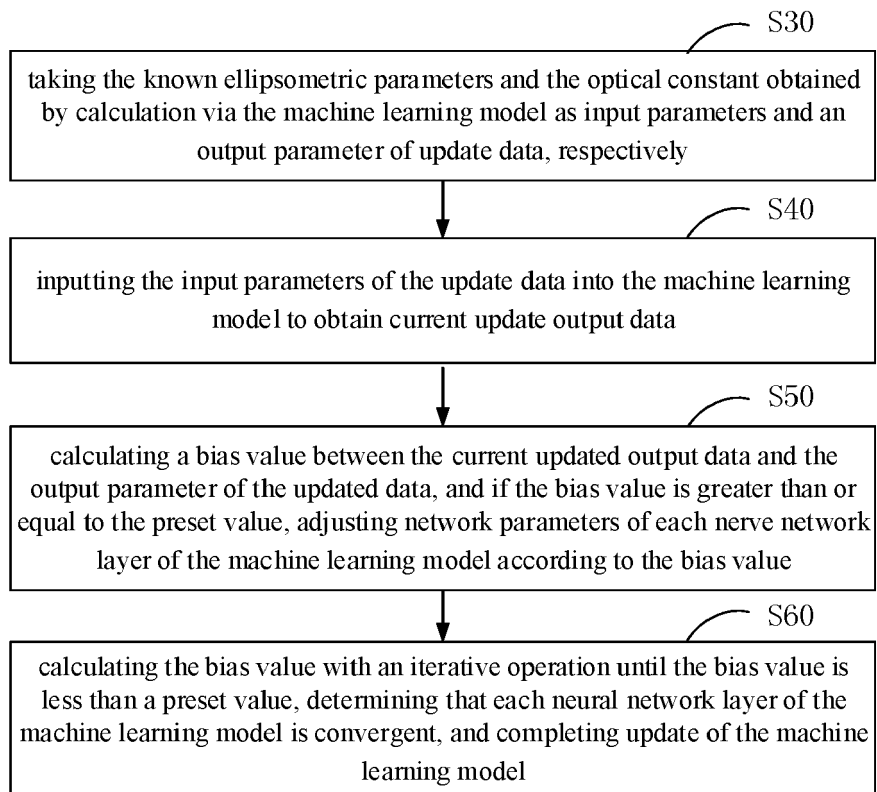 S30
taking the known ellipsometric parameters and the optical constant obtained
by calculation via the machine learning model as input parameters and an
output parameter of update data, respectively
S40
inputting the input parameters of the update data into the machine learning
model to obtain current update output data
S50
calculating a bias value between the current updated output data and the
output parameter of the updated data, and if the bias value is greater than or
equal to the preset value, adjusting network parameters of each nerve network
layer of the machine learning model according to the bias value
S60
calculating the bias value with an iterative operation until the bias value is
less than a preset value, determining that each neural network layer of the
machine learning model is convergent, and completing update of the machine
learning model